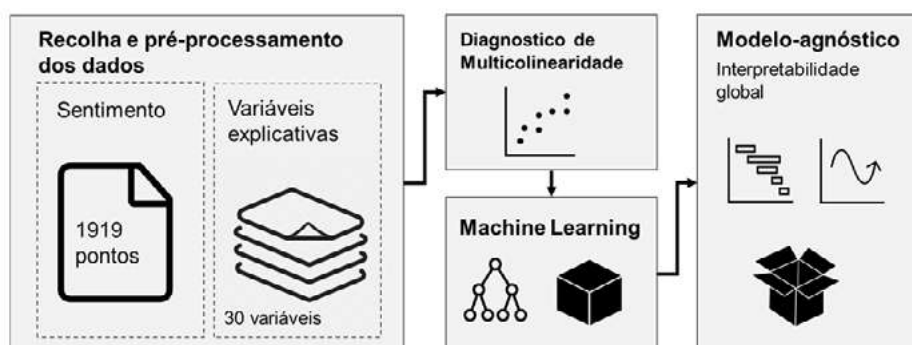 Recolha e pré-processamento
dos dados
Sentimento
1919
pontos
Variáveis
explicativas
30 variáveis
Diagnostico de
Multicolinearidade
Machine Learning
Modelo-agnóstico
Interpretabilidade
global